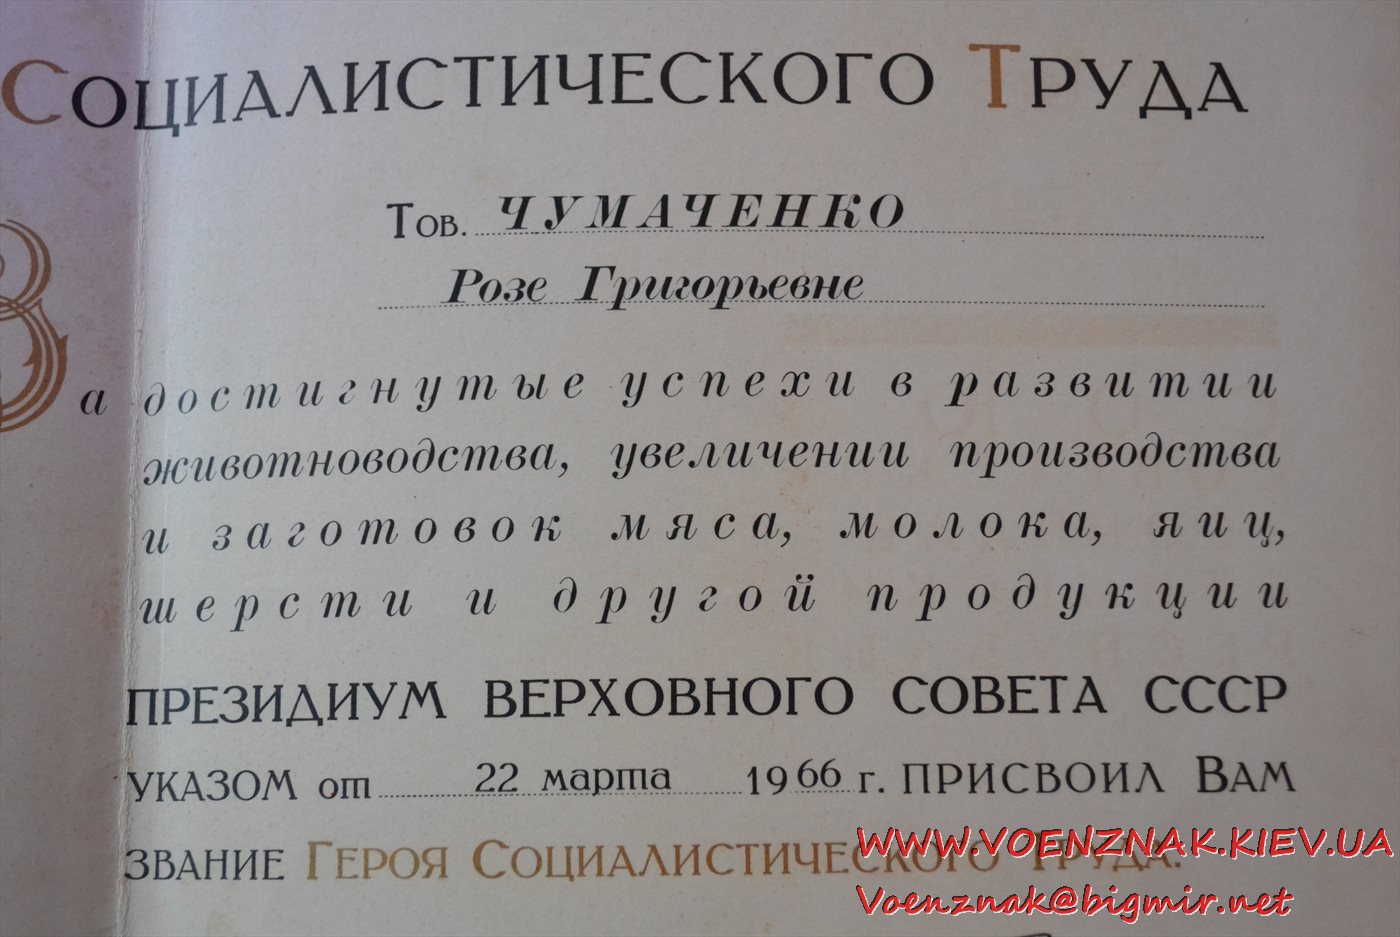 Социалистического Труда
Тов. ЧУМАЧЕНКО
Розе Григорьевне
За достигнутые успехи в развитии
животноводства, увеличении производства
и заготовок мяса, молока, яиц,
шерсти и другой продукции
ПРЕЗИДИУМ ВЕРХОВНОГО СОВЕТА СССР
УКАЗОМ от 22 марта 1966 г. ПРИСВОИЛ ВАМ
ЗВАНИЕ ГЕРОЯ СОЦИАЛИСТИЧЕСКОГО ТРУДА.
WWW.VOENZNAK.KIEV.UA
Voenznak@bigmir.net